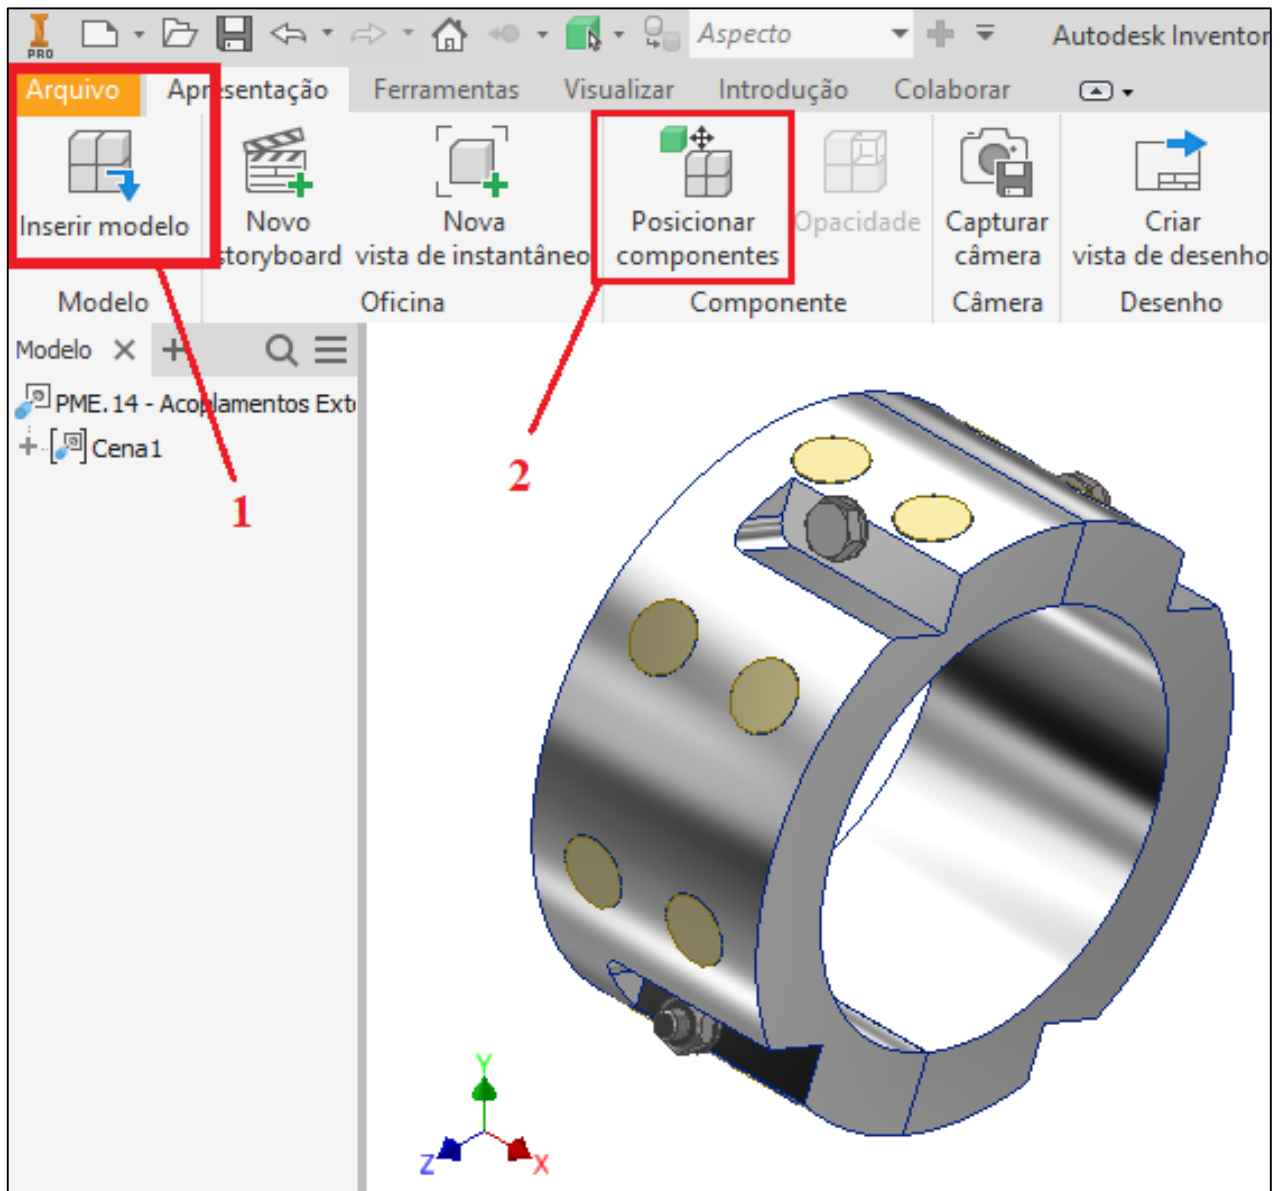 PRO
Aspecto
Autodesk Inventor
Arquivo
Apresentação
Ferramentas
Visualizar
Introdução
Colaborar
Inserir modelo
Novo
storyboard
Nova
vista de instantâneo
Posicionar
componentes
Opacidade
Capturar
câmera
Criar
vista de desenho
Modelo
Oficina
Componente
Câmera
Desenho
Modelo
PME.14 - Acoplamentos Exte
Cena1
1
2
Y
Z
X